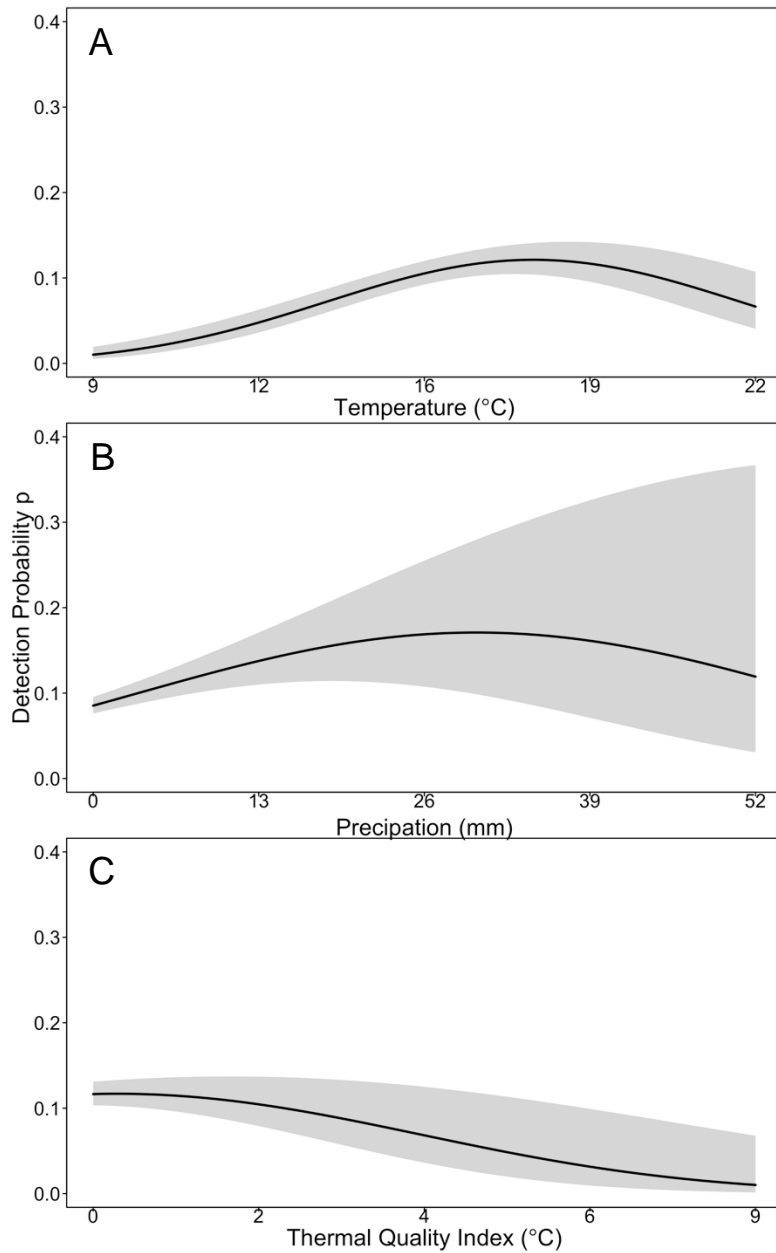 A
0.4
0.3
0.2
0.1
0.0
9 12 16 19 22
Temperature (°C)
Detection Probability p
B
0.4
0.3
0.2
0.1
0.0
0 13 26 39 52
Precipation (mm)
C
0.4
0.3
0.2
0.1
0.0
0 2 4 6 9
Thermal Quality Index (°C)